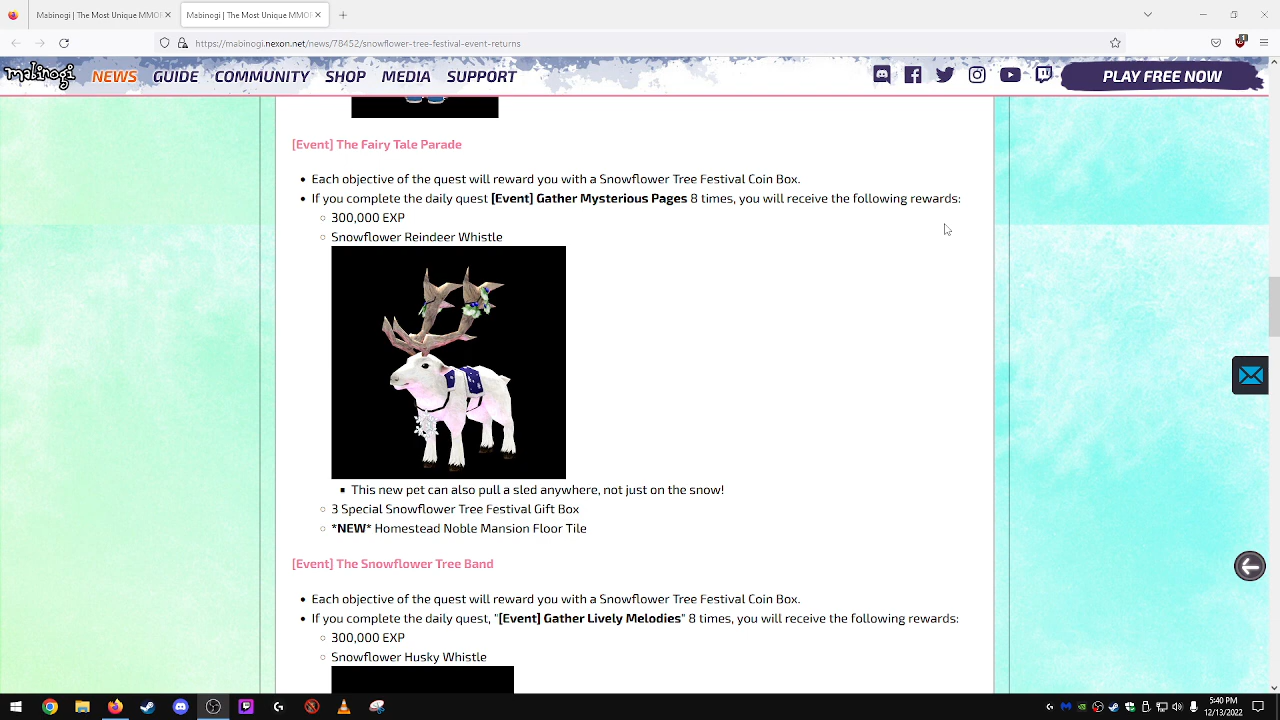 Mabinogi | The Most Unique MMOR
Mabinogi | The Most Unique MMOR
https://mabinogi.nexon.net/news/78452/snowflower-tree-festival-event-returns
1
mabinogi
NEWS
GUIDE
COMMUNITY
SHOP
MEDIA
SUPPORT
PLAY FREE NOW
[Event] The Fairy Tale Parade
Each objective of the quest will reward you with a Snowflower Tree Festival Coin Box.
If you complete the daily quest [Event] Gather Mysterious Pages 8 times, you will receive the following rewards:
300,000 EXP
Snowflower Reindeer Whistle
This new pet can also pull a sled anywhere, not just on the snow!
3 Special Snowflower Tree Festival Gift Box
*NEW* Homestead Noble Mansion Floor Tile
[Event] The Snowflower Tree Band
Each objective of the quest will reward you with a Snowflower Tree Festival Coin Box.
If you complete the daily quest, "[Event] Gather Lively Melodies" 8 times, you will receive the following rewards:
300,000 EXP
Snowflower Husky Whistle
5:40 PM
12/13/2022